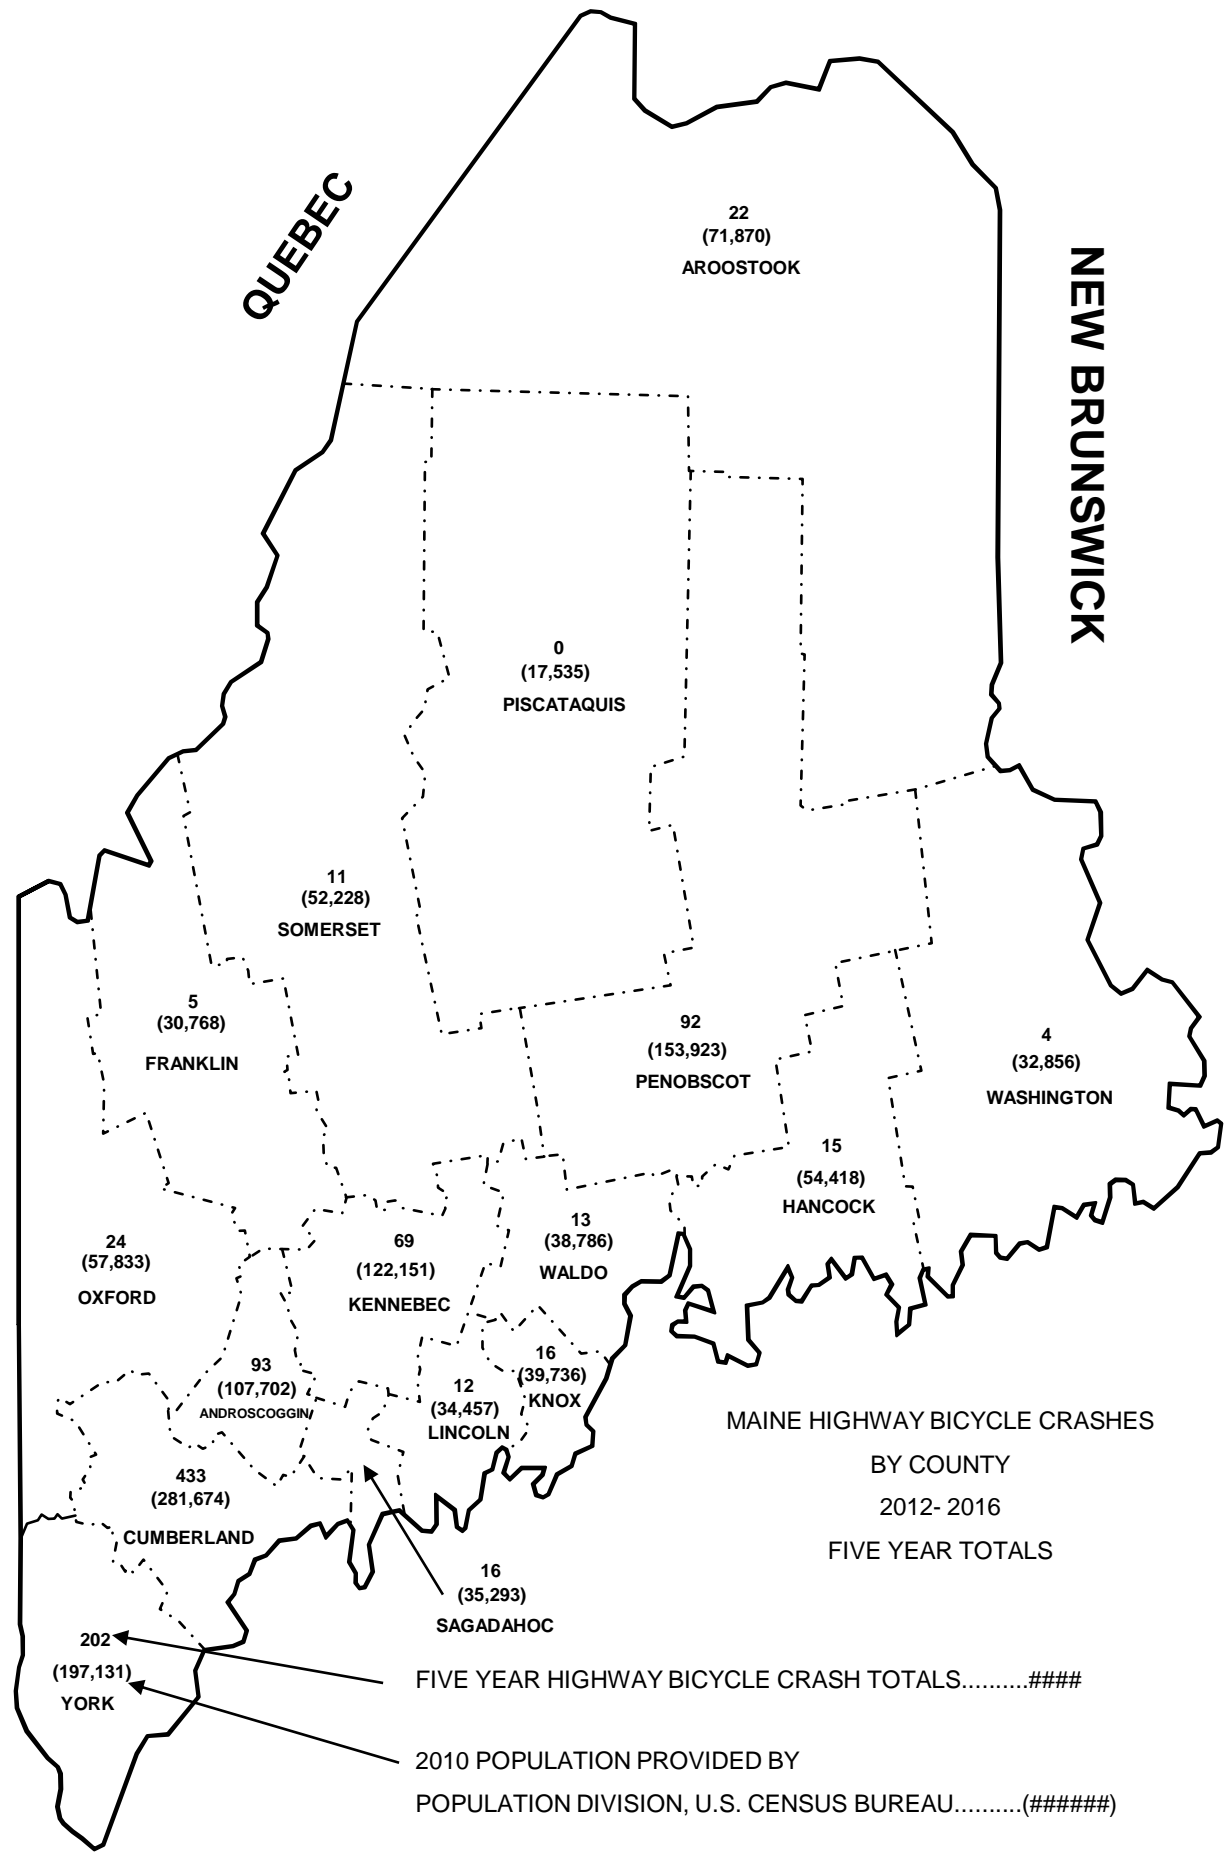 QUEBEC
NEW BRUNSWICK
22
(71,870)
AROOSTOOK
0
(17,535)
PISCATAQUIS
11
(52,228)
SOMERSET
5
(30,768)
FRANKLIN
92
(153,923)
PENOBSCOT
4
(32,856)
WASHINGTON
15
(54,418)
HANCOCK
24
(57,833)
OXFORD
69
(122,151)
KENNEBEC
13
(38,786)
WALDO
93
(107,702)
ANDROSCOGGIN
12
(34,457)
LINCOLN
16
(39,736)
KNOX
433
(281,674)
CUMBERLAND
16
(35,293)
SAGADAHOC
202
(197,131)
YORK
MAINE HIGHWAY BICYCLE CRASHES
BY COUNTY
2012- 2016
FIVE YEAR TOTALS
FIVE YEAR HIGHWAY BICYCLE CRASH TOTALS..........####
2010 POPULATION PROVIDED BY
POPULATION DIVISION, U.S. CENSUS BUREAU..........(######)